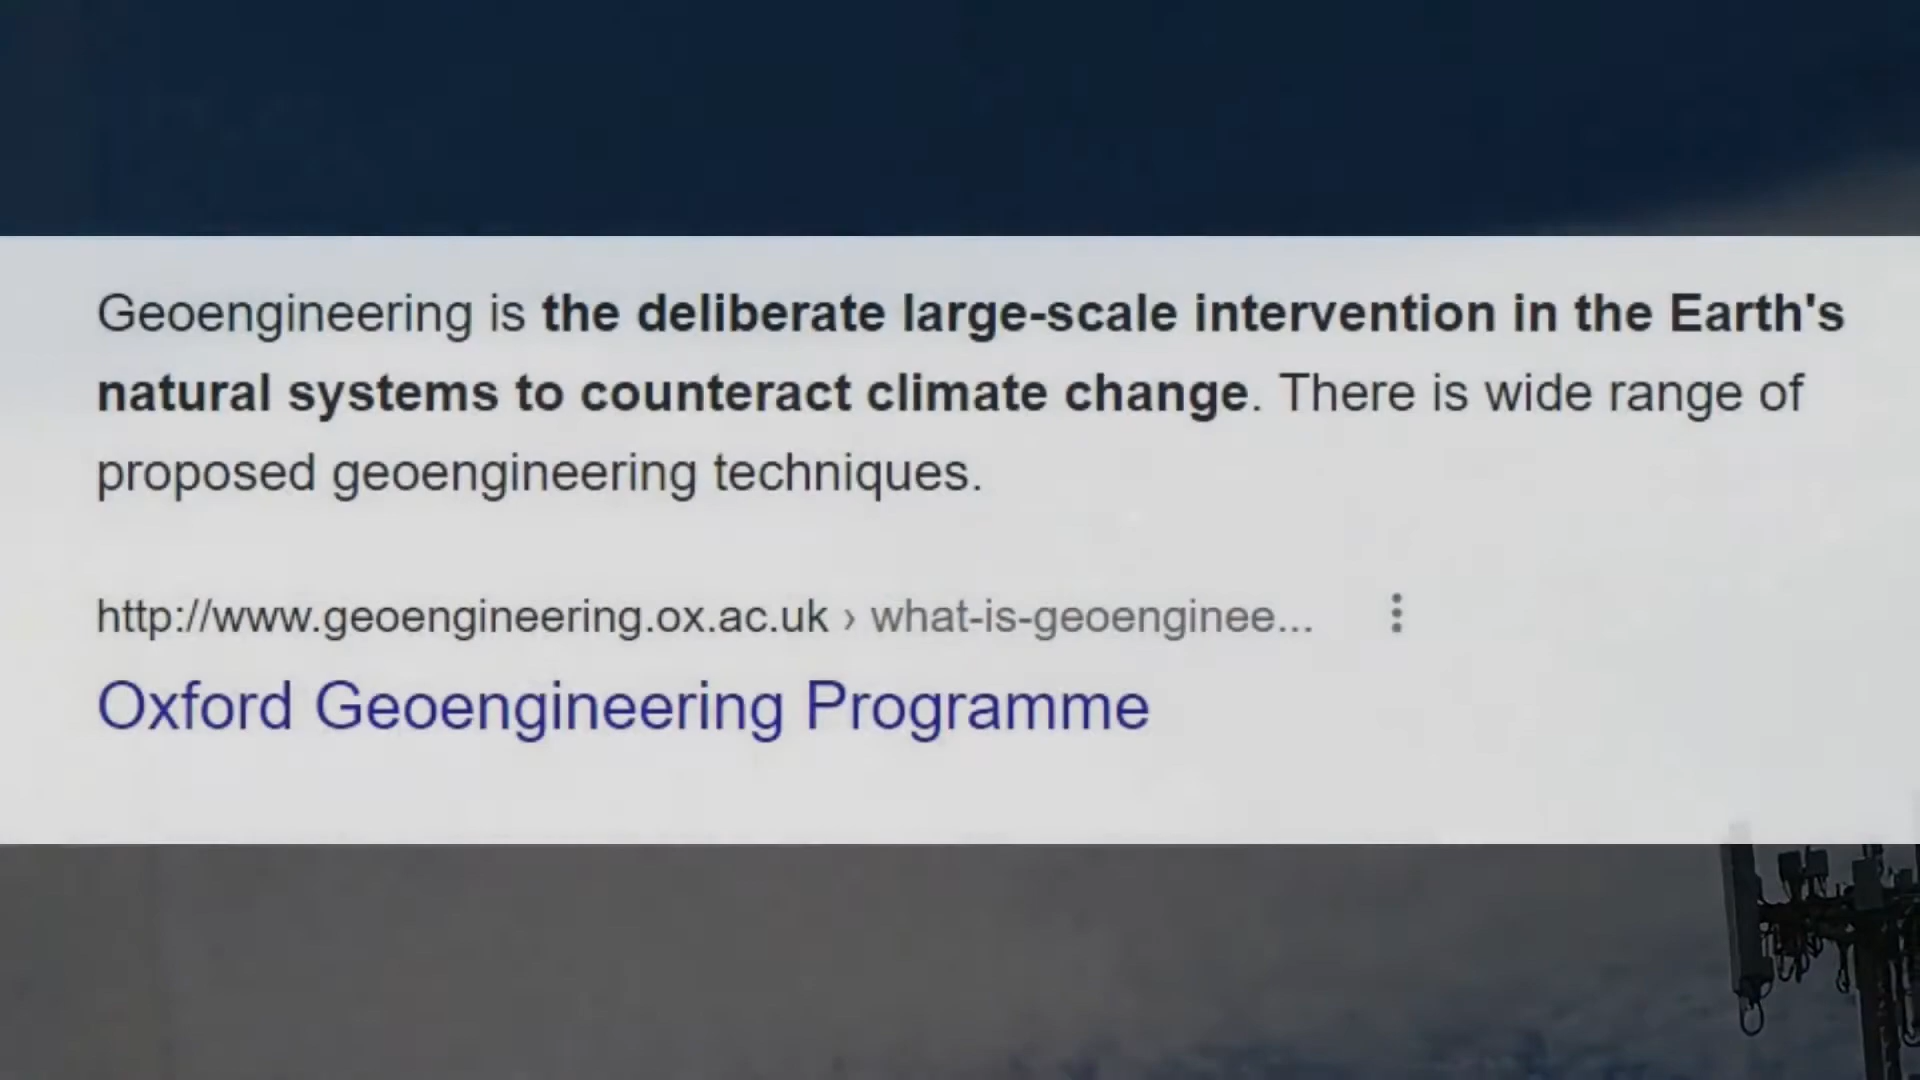 Geoengineering is the deliberate large-scale intervention in the Earth's
natural systems to counteract climate change. There is wide range of
proposed geoengineering techniques.
http://www.geoengineering.ox.ac.uk › what-is-geoenginee...
Oxford Geoengineering Programme